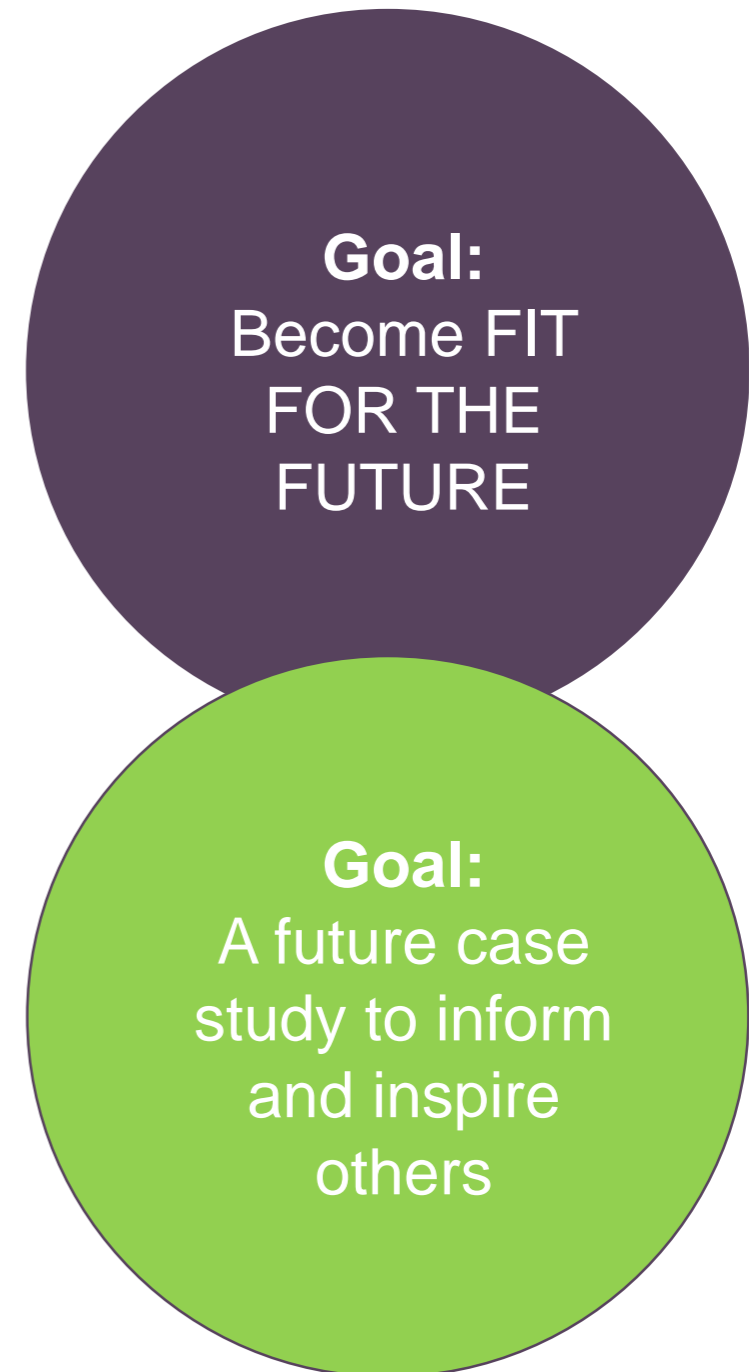 Goal:
Become FIT
FOR THE
FUTURE
Goal:
A future case
study to inform
and inspire
others